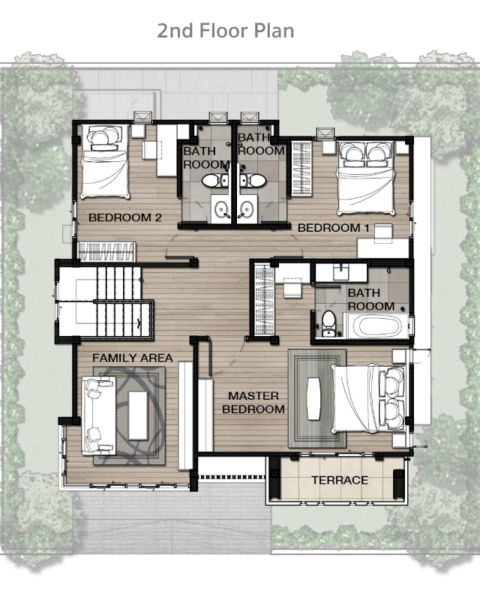 2nd Floor Plan
BATH
ROOOM
BATH
ROOOM
BEDROOM 2
BEDROOM 1
BATH
ROOOM
FAMILY AREA
MASTER
BEDROOM
TERRACE